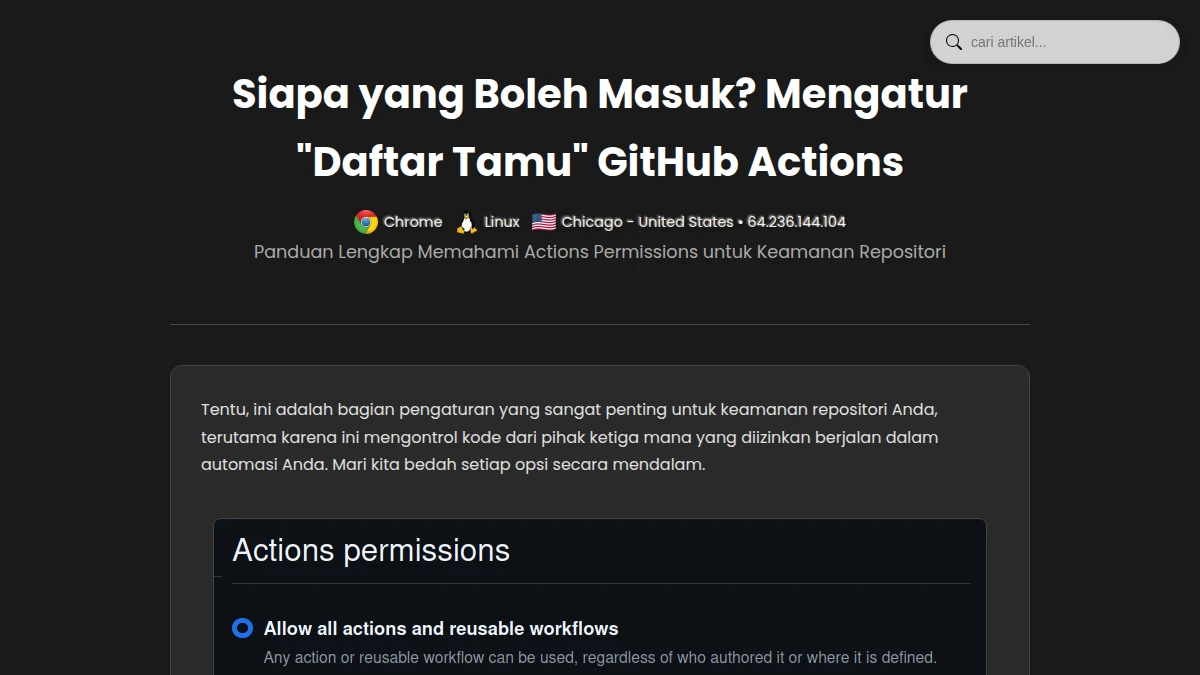 cari artikel...
Siapa yang Boleh Masuk? Mengatur
"Daftar Tamu" GitHub Actions
Chrome Linux Chicago - United States • 64.236.144.104
Panduan Lengkap Memahami Actions Permissions untuk Keamanan Repositori
Tentu, ini adalah bagian pengaturan yang sangat penting untuk keamanan repositori Anda,
terutama karena ini mengontrol kode dari pihak ketiga mana yang diizinkan berjalan dalam
automasi Anda. Mari kita bedah setiap opsi secara mendalam.
Actions permissions
Allow all actions and reusable workflows
Any action or reusable workflow can be used, regardless of who authored it or where it is defined.